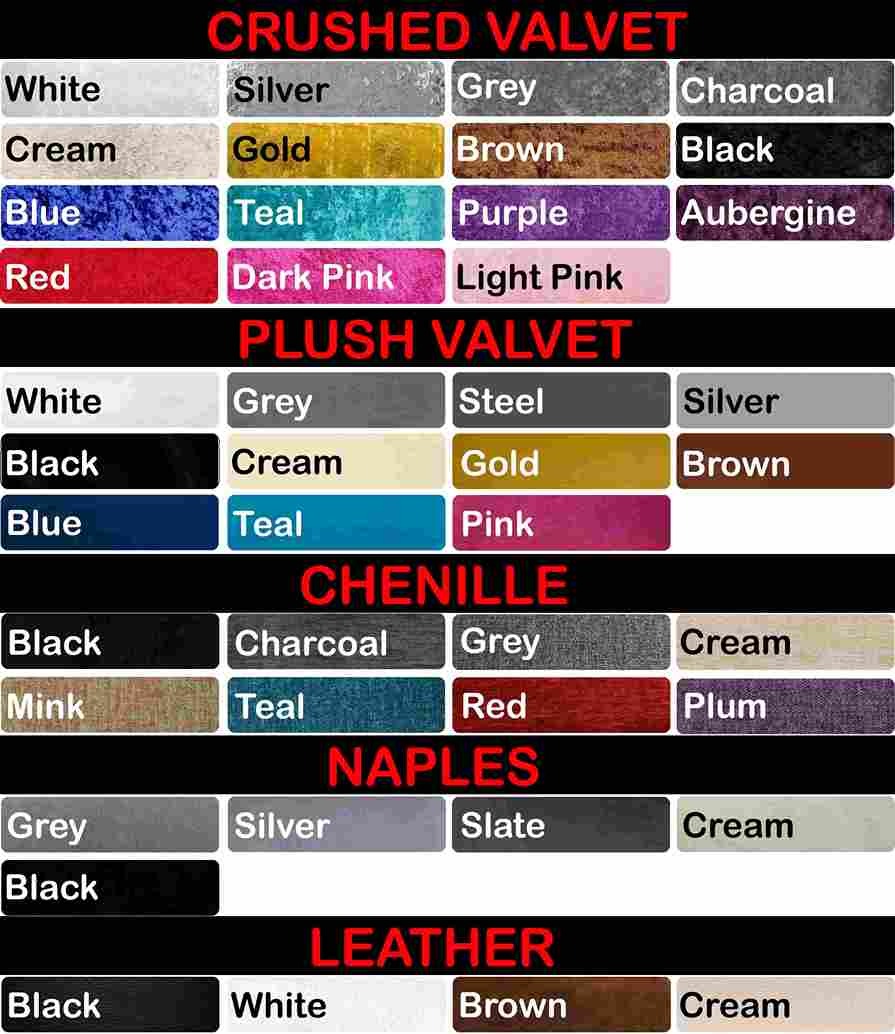 CRUSHED VALVET
White Silver Grey Charcoal
Cream Gold Brown Black
Blue Teal Purple Aubergine
Red Dark Pink Light Pink
PLUSH VALVET
White Grey Steel Silver
Black Cream Gold Brown
Blue Teal Pink
CHENILLE
Black Charcoal Grey Cream
Mink Teal Red Plum
NAPLES
Grey Silver Slate Cream
Black
LEATHER
Black White Brown Cream